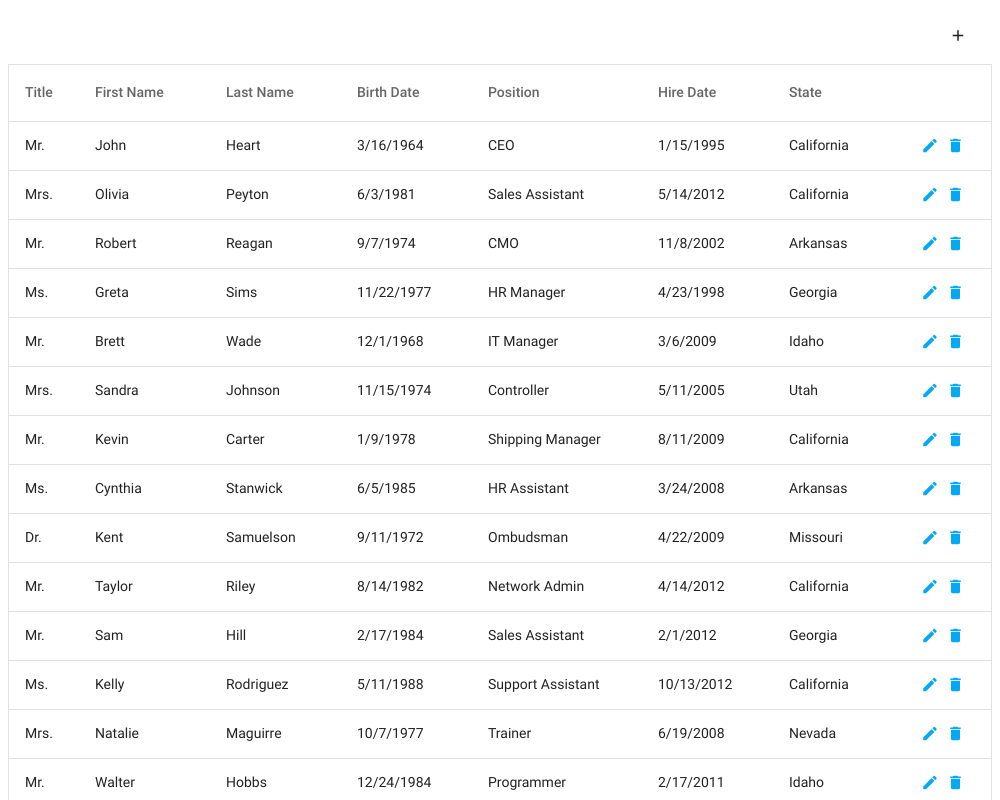 +
Title First Name Last Name Birth Date Position Hire Date State
Mr. John Heart 3/16/1964 CEO 1/15/1995 California
Mrs. Olivia Peyton 6/3/1981 Sales Assistant 5/14/2012 California
Mr. Robert Reagan 9/7/1974 CMO 11/8/2002 Arkansas
Ms. Greta Sims 11/22/1977 HR Manager 4/23/1998 Georgia
Mr. Brett Wade 12/1/1968 IT Manager 3/6/2009 Idaho
Mrs. Sandra Johnson 11/15/1974 Controller 5/11/2005 Utah
Mr. Kevin Carter 1/9/1978 Shipping Manager 8/11/2009 California
Ms. Cynthia Stanwick 6/5/1985 HR Assistant 3/24/2008 Arkansas
Dr. Kent Samuelson 9/11/1972 Ombudsman 4/22/2009 Missouri
Mr. Taylor Riley 8/14/1982 Network Admin 4/14/2012 California
Mr. Sam Hill 2/17/1984 Sales Assistant 2/1/2012 Georgia
Ms. Kelly Rodriguez 5/11/1988 Support Assistant 10/13/2012 California
Mrs. Natalie Maguirre 10/7/1977 Trainer 6/19/2008 Nevada
Mr. Walter Hobbs 12/24/1984 Programmer 2/17/2011 Idaho